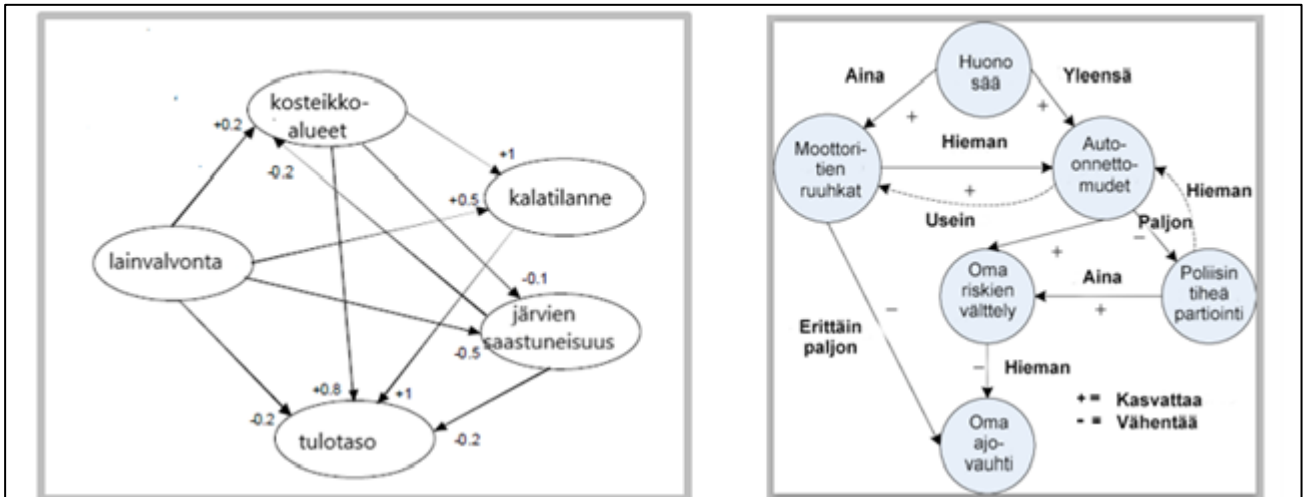 kosteikko-
alueet
+0.2
-0.2
+1
+0.5
kalatilanne
lainvalvonta
-0.1
järvien
saastuneisuus
-0.5
+0.8
+1
-0.2
tulotaso
-0.2
Huono
sää
Aina
Yleensä
+
+
Moottori-
tien
ruuhkat
Hieman
+
Auto-
onnetto-
mudet
Hieman
Usein
Paljon
+
–
Oma
riskien
välttely
Aina
+
Poliisin
tiheä
partiointi
Erittäin
paljon
–
–
Hieman
+ = Kasvattaa
- = Vähentää
Oma
ajo-
vauhti